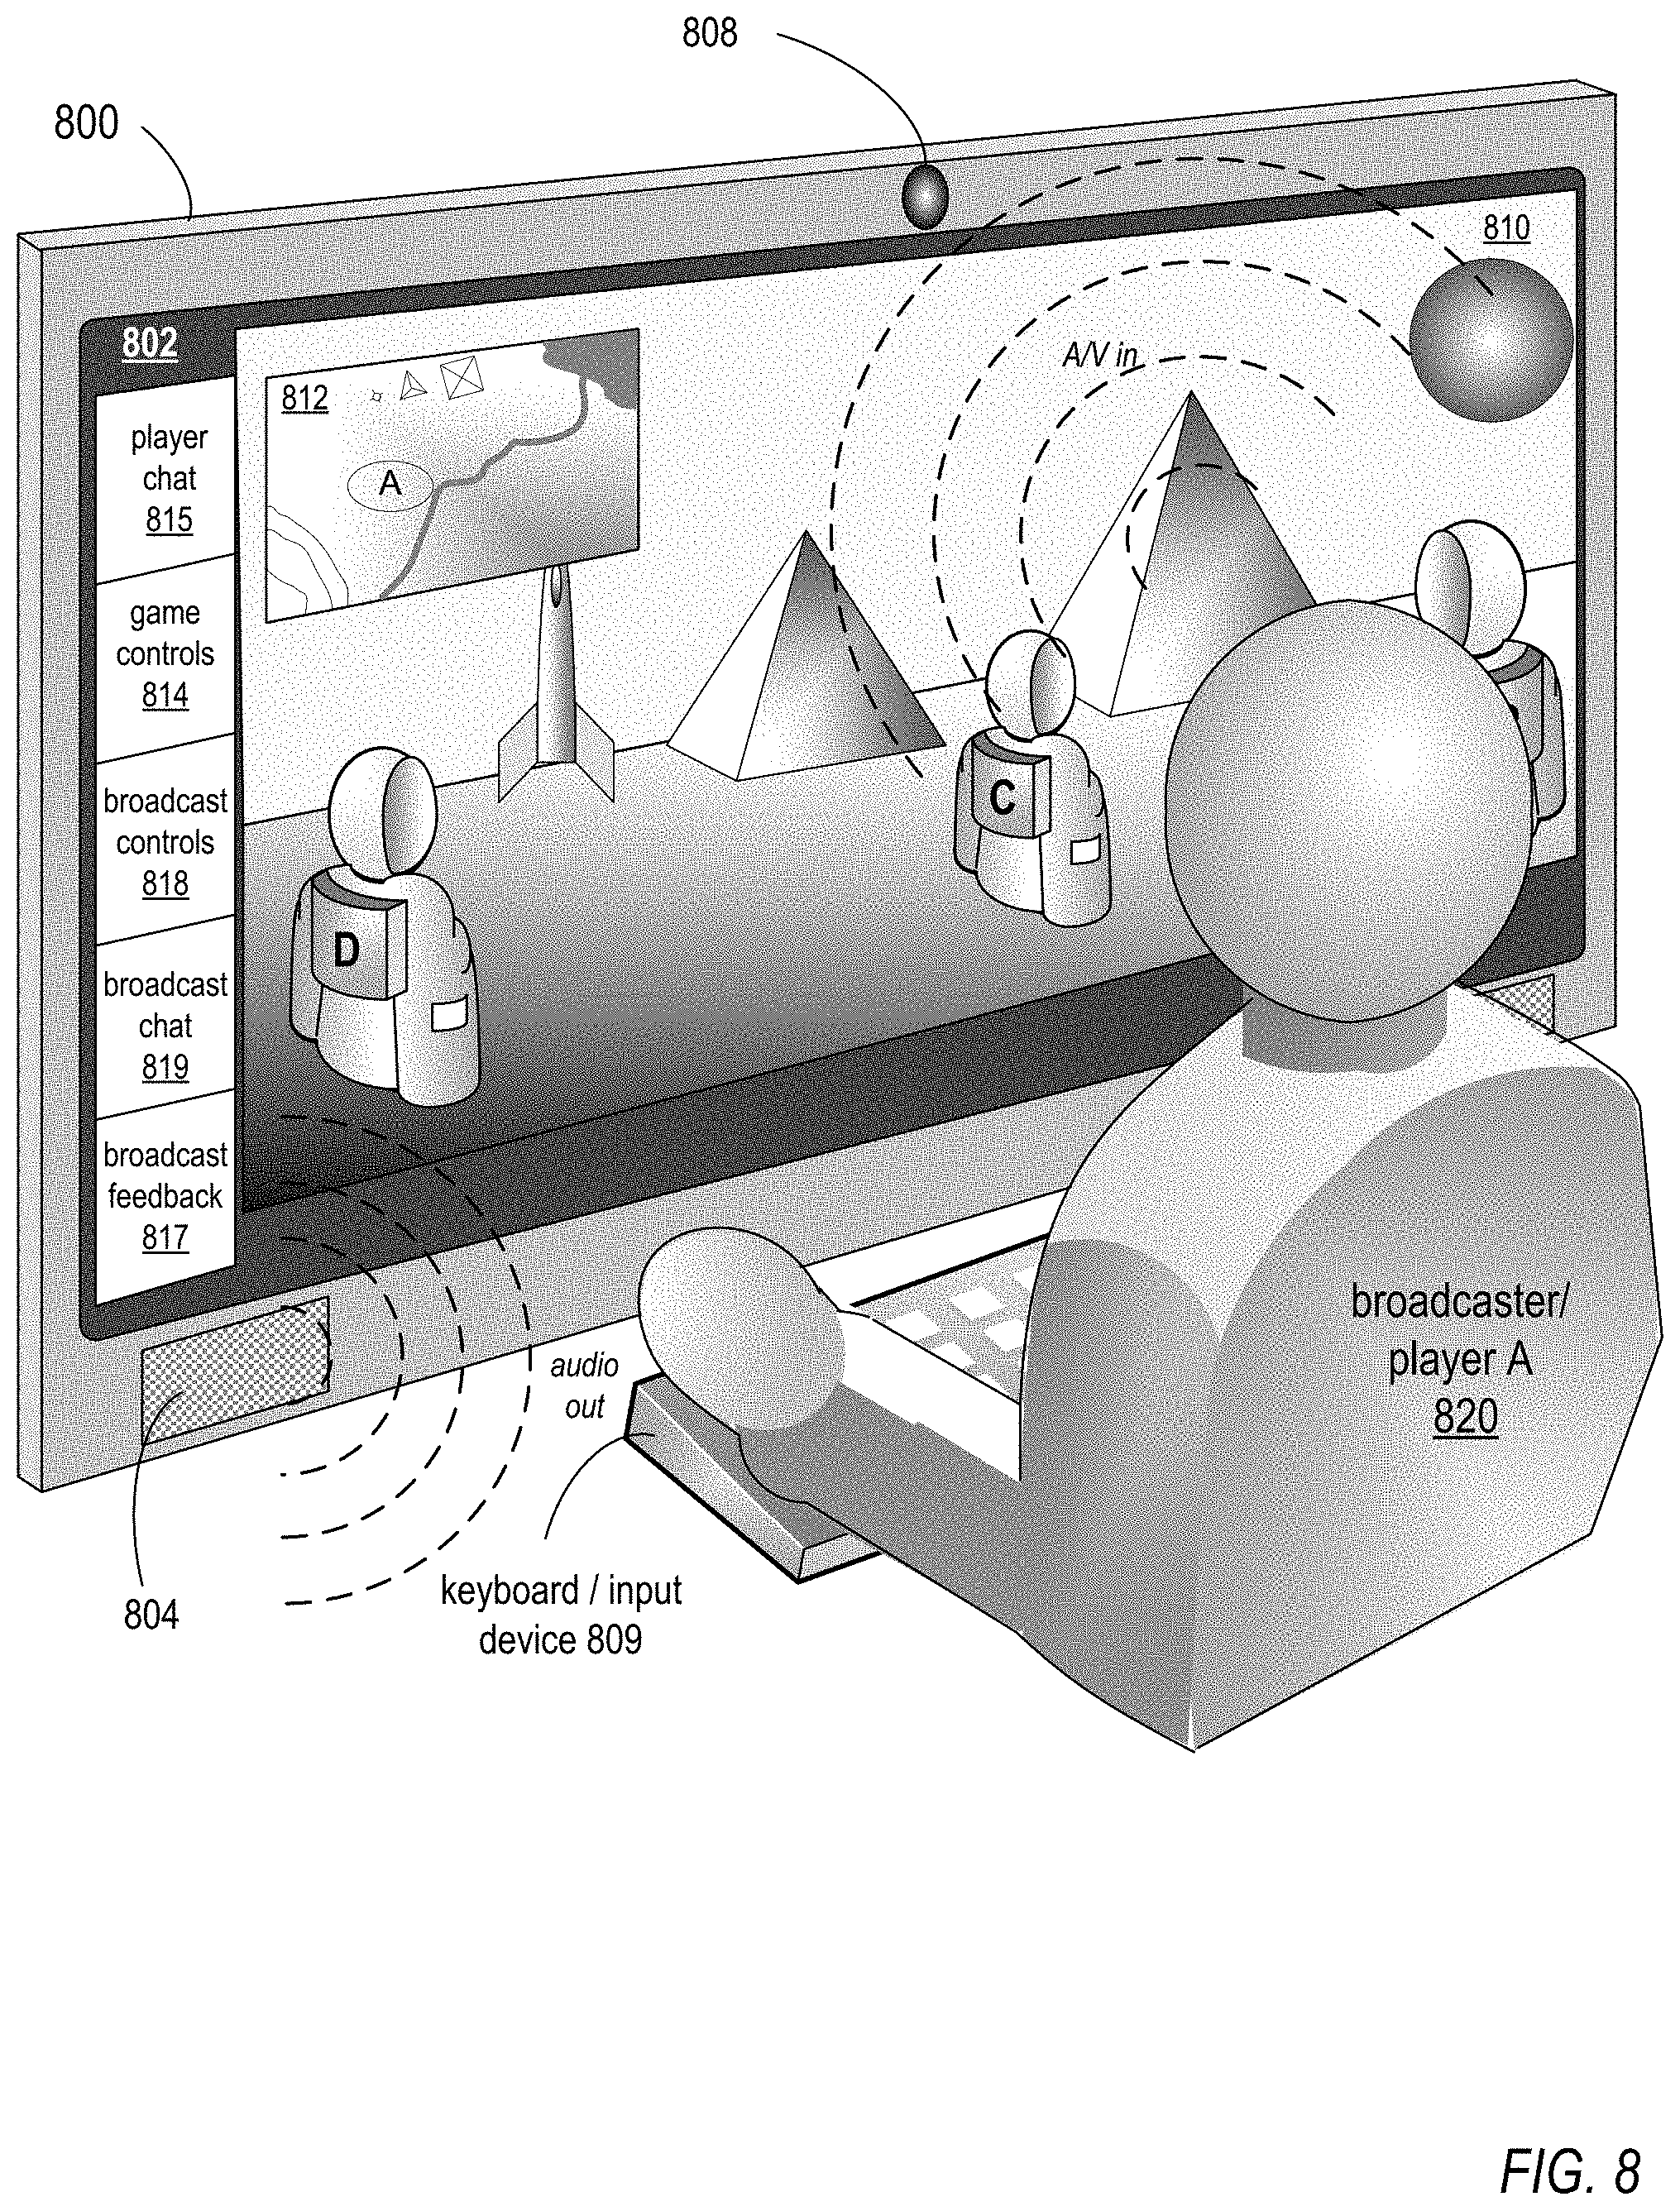 808
800
810
802
A/V in
812
A
player
chat
815
game
controls
814
C
broadcast
controls
818
D
broadcast
chat
819
broadcast
feedback
817
broadcaster/
player A
820
audio
out
804
keyboard / input
device 809
FIG. 8